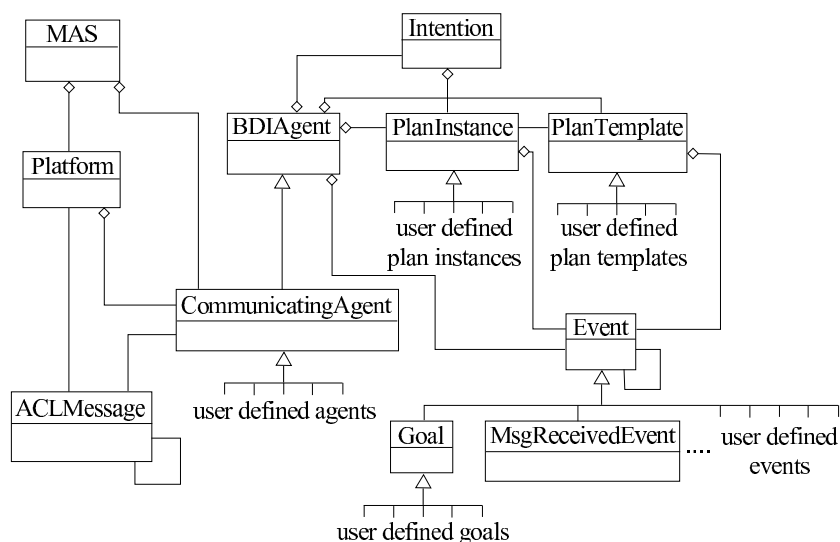 Intention
MAS
BDIAgent
PlanInstance
PlanTemplate
Platform
user defined
plan instances
user defined
plan templates
CommunicatingAgent
Event
ACLMessage
user defined agents
Goal
MsgReceivedEvent
....
user defined
events
user defined goals